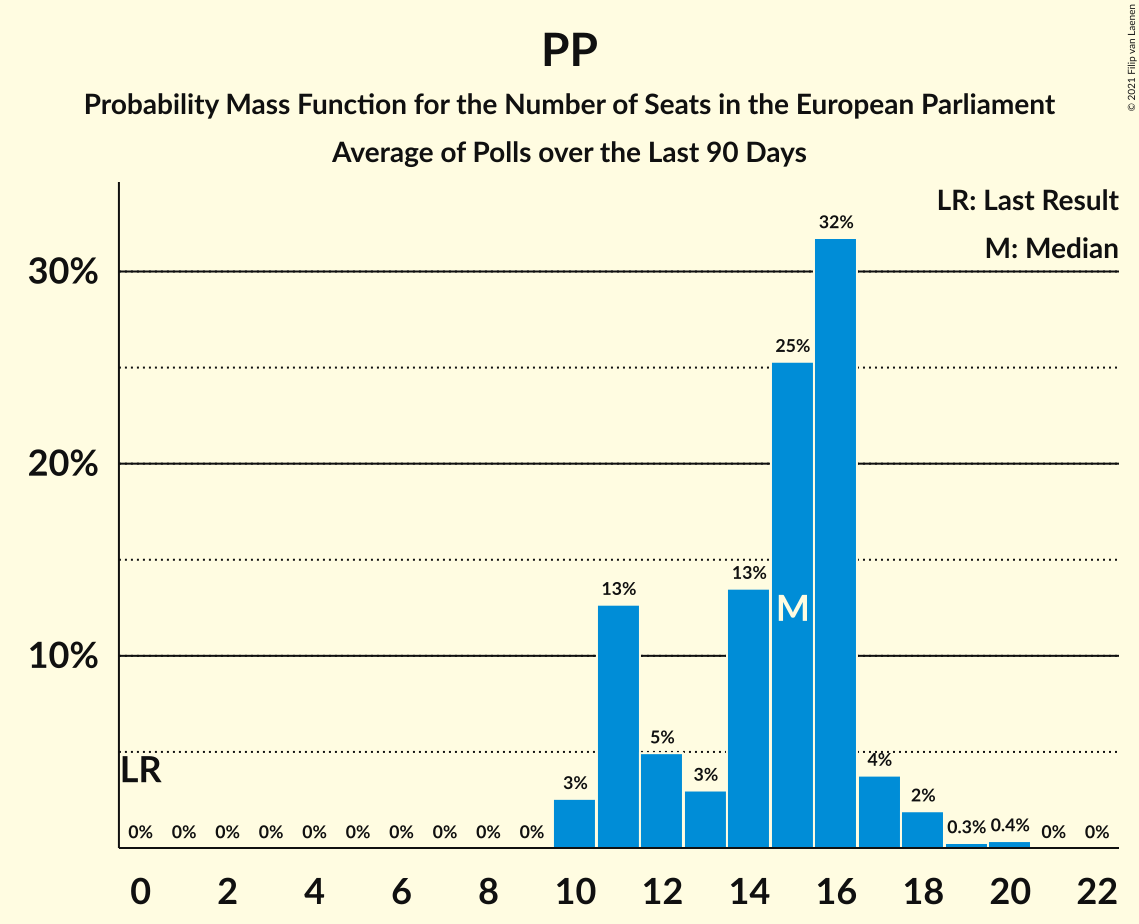 PP
Probability Mass Function for the Number of Seats in the European Parliament
Average of Polls over the Last 90 Days
© 2021 Filip van Laenen
LR: Last Result
M: Median
32%
30%
25%
20%
13%
13%
M
10%
5%
LR
4%
3%
3%
2%
0% 0% 0% 0% 0% 0% 0% 0% 0% 0% 0.3% 0.4% 0% 0%
0 2 4 6 8 10 12 14 16 18 20 22